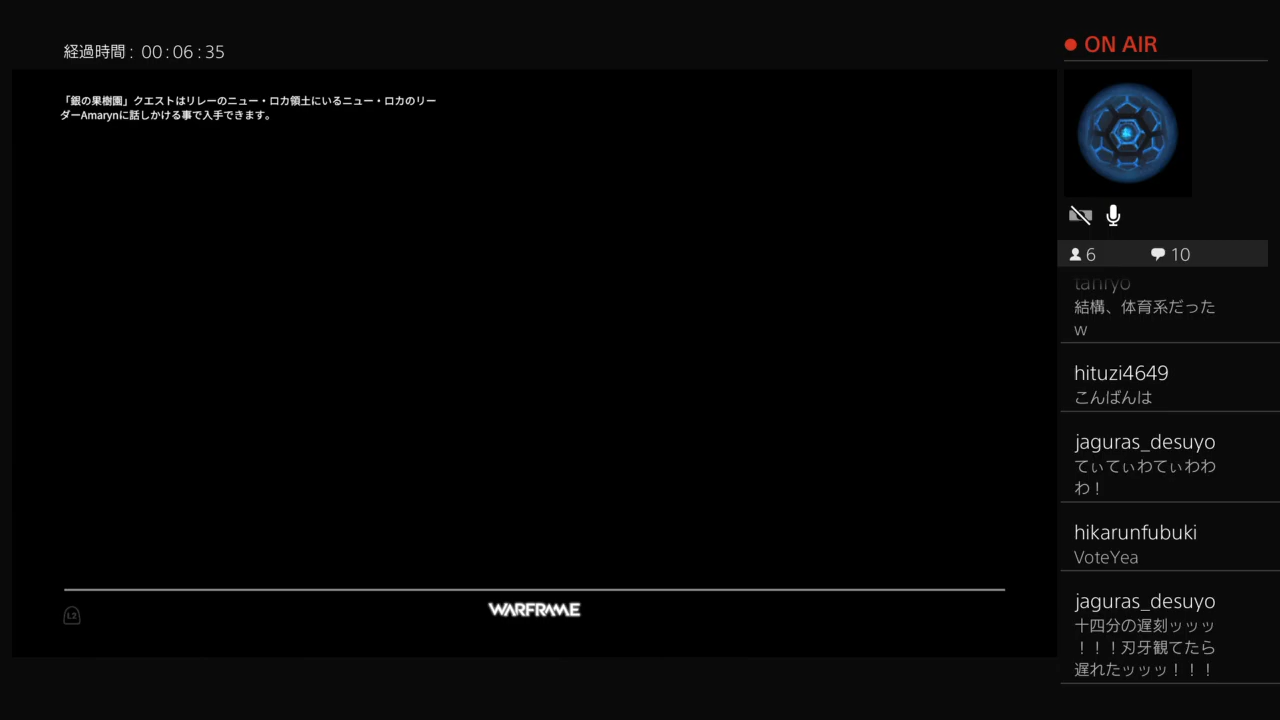 経過時間 : 00:06:35
「銀の果樹園」クエストはリレーのニュー・ロカ領土にいるニュー・ロカのリー
ダーAmarynに話しかける事で入手できます。
L2
WARFRAME
ON AIR
6 10
tanryo
結構、体育系だった
w
hituzi4649
こんばんは
jaguras_desuyo
てぃてぃわてぃわわ
わ！
hikarunfubuki
VoteYea
jaguras_desuyo
十四分の遅刻ッッッ
！！！刃牙観てたら
遅れたッッッ！！！